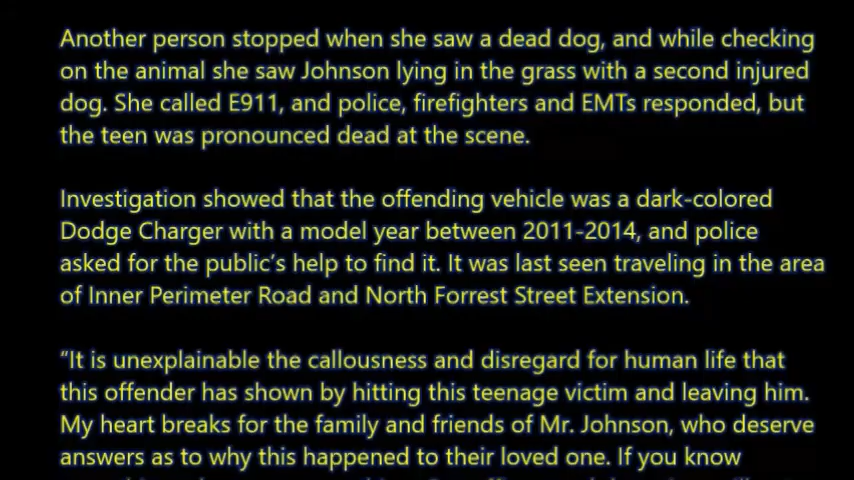 Another person stopped when she saw a dead dog, and while checking
on the animal she saw Johnson lying in the grass with a second injured
dog. She called E911, and police, firefighters and EMTs responded, but
the teen was pronounced dead at the scene.
Investigation showed that the offending vehicle was a dark-colored
Dodge Charger with a model year between 2011-2014, and police
asked for the public’s help to find it. It was last seen traveling in the area
of Inner Perimeter Road and North Forrest Street Extension.
“It is unexplainable the callousness and disregard for human life that
this offender has shown by hitting this teenage victim and leaving him.
My heart breaks for the family and friends of Mr. Johnson, who deserve
answers as to why this happened to their loved one. If you know